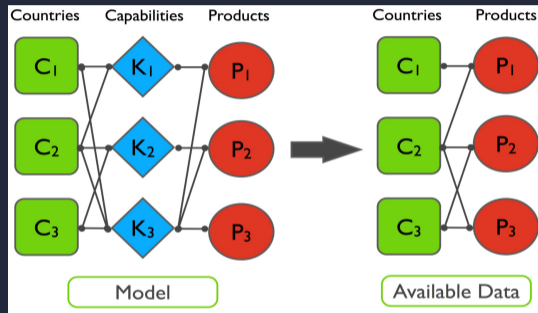 Countries Capabilities Products Countries Products
C1 K1 P1 C1 P1
C2 K2 P2 C2 P2
C3 K3 P3 C3 P3
Model Available Data